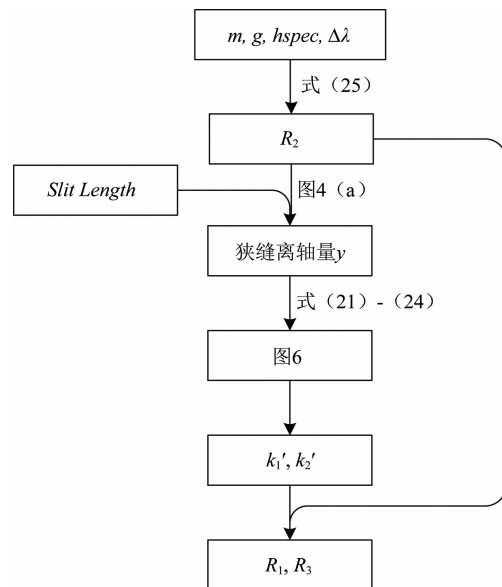 m, g, hspec, Δλ
式（25）
R₂
Slit Length
图4（a）
狭缝离轴量y
式（21）-（24）
图6
k₁′, k₂′
R₁, R₃